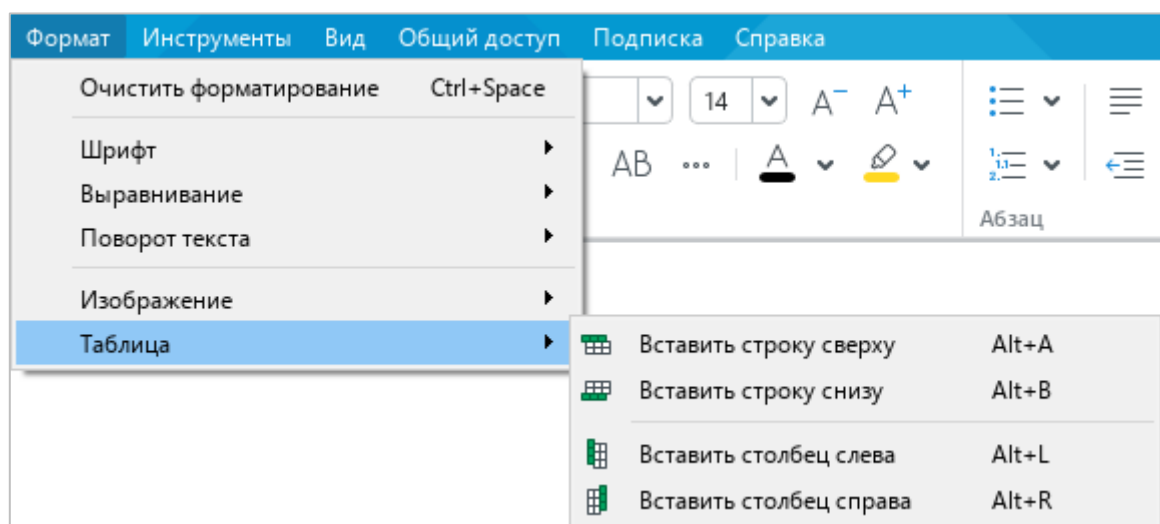 Формат Инструменты Вид Общий доступ Подписка Справка
Очистить форматирование Ctrl+Space
14 A− A+
Шрифт
AB ••• A
Выравнивание
Поворот текста
Абзац
Изображение
Таблица
Вставить строку сверху Alt+A
Вставить строку снизу Alt+B
Вставить столбец слева Alt+L
Вставить столбец справа Alt+R